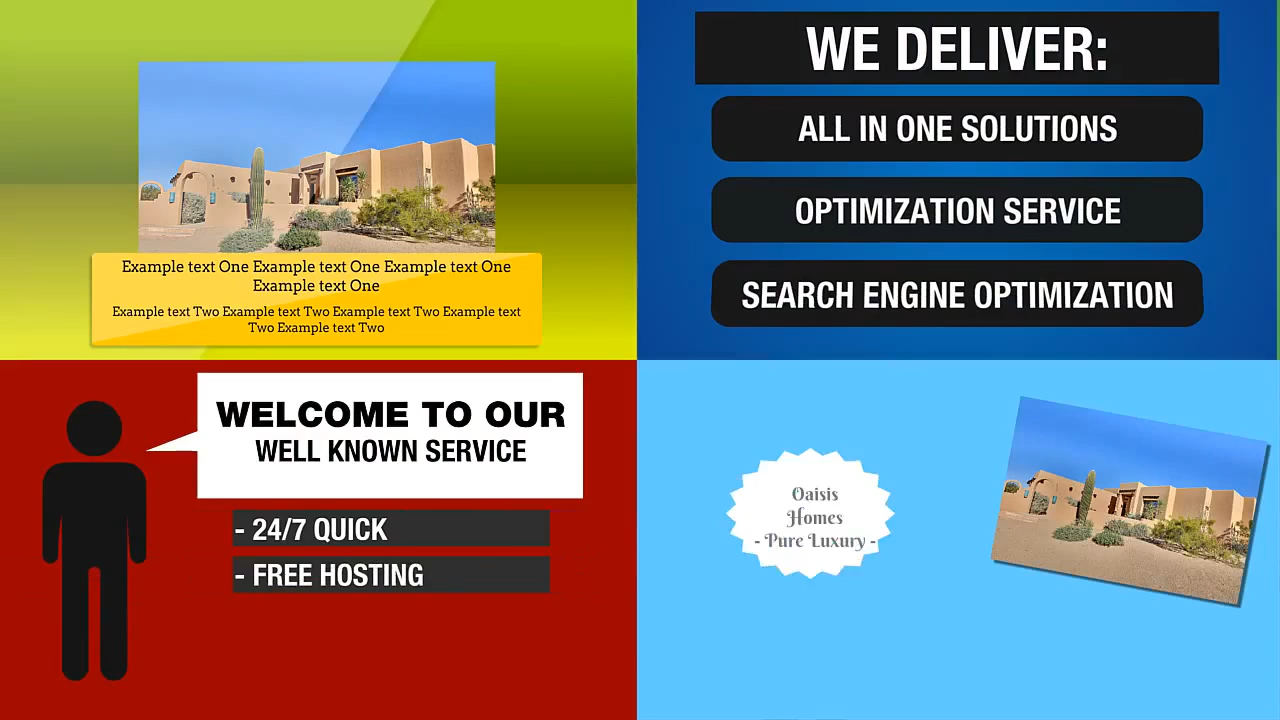 Example text One Example text One Example text One
Example text One
Example text Two Example text Two Example text Two Example text
Two Example text Two
WE DELIVER:
ALL IN ONE SOLUTIONS
OPTIMIZATION SERVICE
SEARCH ENGINE OPTIMIZATION
WELCOME TO OUR
WELL KNOWN SERVICE
- 24/7 QUICK
- FREE HOSTING
Oaisis
Homes
- Pure Luxury -